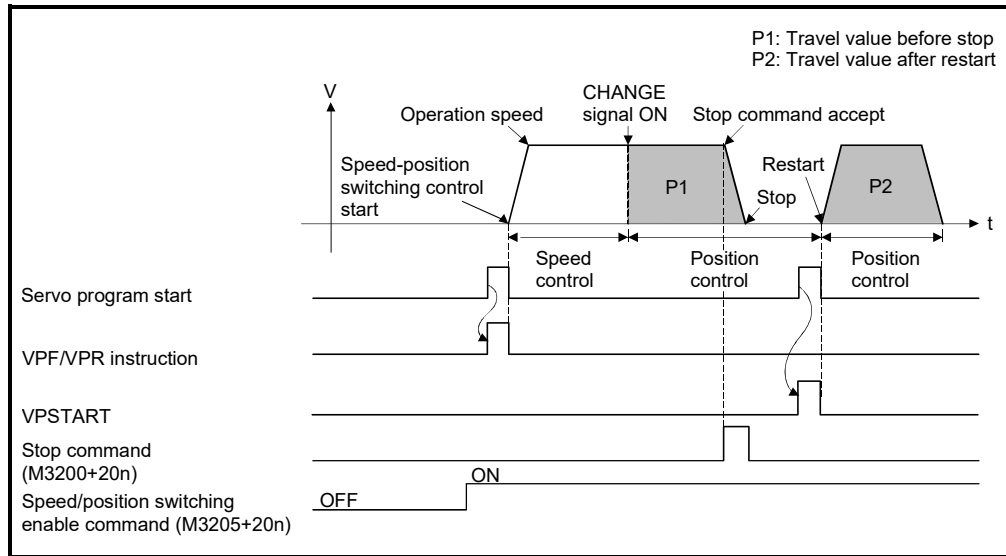 P1: Travel value before stop
P2: Travel value after restart
V
CHANGE
signal ON
Operation speed
Stop command accept
Speed-position
switching control
start
Restart
P1
P2
Stop
t
Speed
control
Position
control
Position
control
Servo program start
VPF/VPR instruction
VPSTART
Stop command
(M3200+20n)
ON
OFF
Speed/position switching
enable command (M3205+20n)